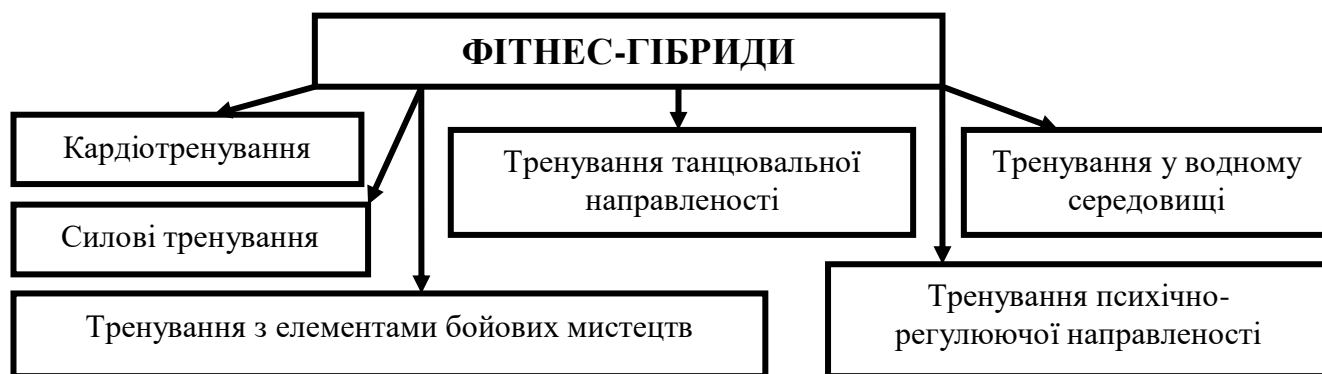 ФІТНЕС-ГІБРИДИ
Кардіотренування
Силові тренування
Тренування з елементами бойових мистецтв
Тренування танцювальної
направленості
Тренування у водному
середовищі
Тренування психічно-
регулюючої направленості